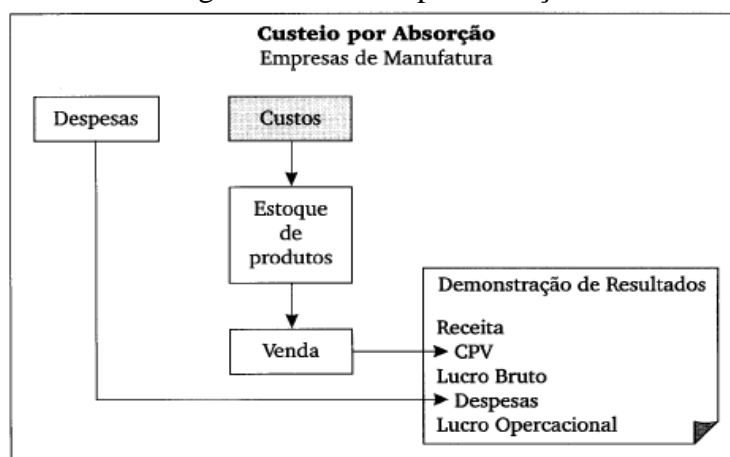 Custeio por Absorção
Empresas de Manufatura
Despesas
Custos
Estoque
de
produtos
Venda
Demonstração de Resultados
Receita
CPV
Lucro Bruto
Despesas
Lucro Opercacional